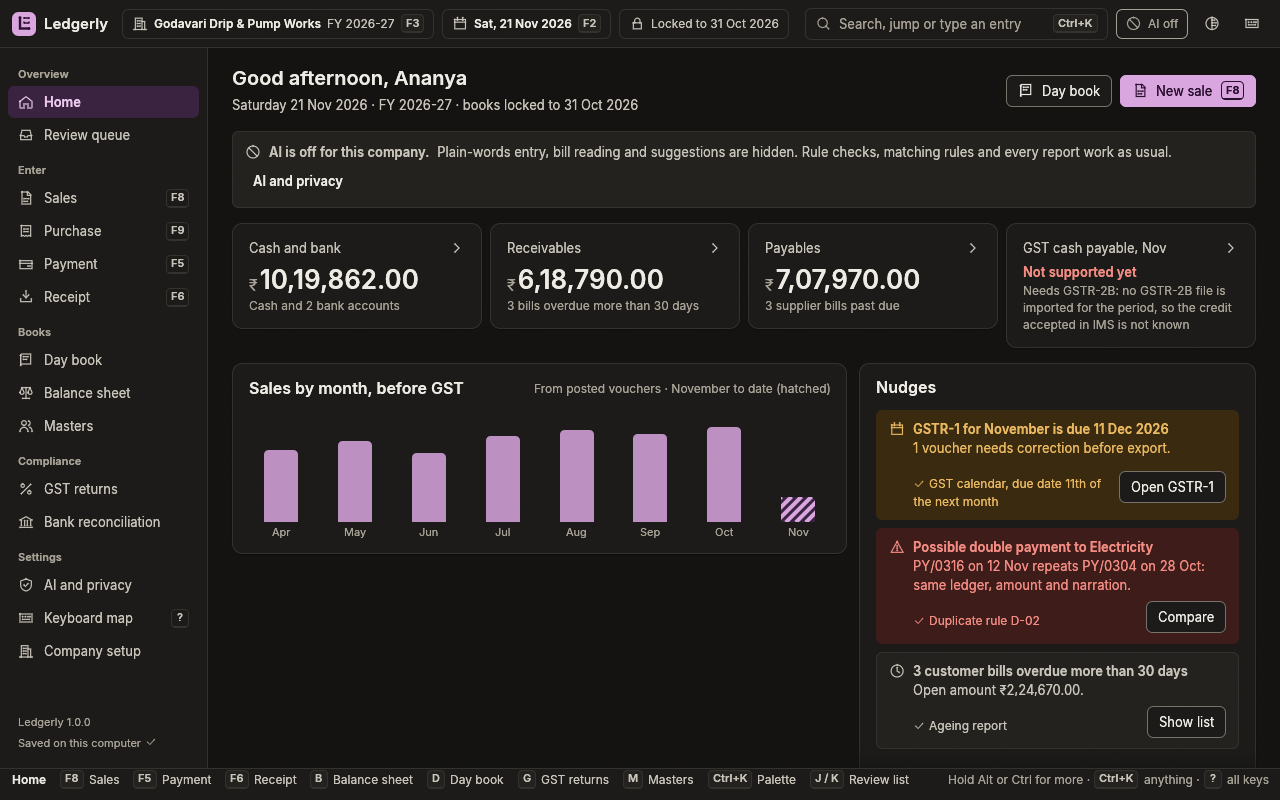 Ledgerly
Godavari Drip & Pump Works FY 2026-27 F3
Sat, 21 Nov 2026 F2
Locked to 31 Oct 2026
Search, jump or type an entry Ctrl+K
AI off
Overview
Home
Review queue
Enter
Sales F8
Purchase F9
Payment F5
Receipt F6
Books
Day book
Balance sheet
Masters
Compliance
GST returns
Bank reconciliation
Settings
AI and privacy
Keyboard map ?
Company setup
Ledgerly 1.0.0
Saved on this computer
Good afternoon, Ananya
Saturday 21 Nov 2026 · FY 2026-27 · books locked to 31 Oct 2026
Day book
New sale F8
AI is off for this company. Plain-words entry, bill reading and suggestions are hidden. Rule checks, matching rules and every report work as usual.
AI and privacy
Cash and bank
₹10,19,862.00
Cash and 2 bank accounts
Receivables
₹6,18,790.00
3 bills overdue more than 30 days
Payables
₹7,07,970.00
3 supplier bills past due
GST cash payable, Nov
Not supported yet
Needs GSTR-2B: no GSTR-2B file is
imported for the period, so the credit
accepted in IMS is not known
Sales by month, before GST
From posted vouchers · November to date (hatched)
Apr May Jun Jul Aug Sep Oct Nov
Nudges
GSTR-1 for November is due 11 Dec 2026
1 voucher needs correction before export.
✓ GST calendar, due date 11th of
the next month
Open GSTR-1
Possible double payment to Electricity
PY/0316 on 12 Nov repeats PY/0304 on 28 Oct:
same ledger, amount and narration.
✓ Duplicate rule D-02
Compare
3 customer bills overdue more than 30 days
Open amount ₹2,24,670.00.
✓ Ageing report
Show list
Home F8 Sales F5 Payment F6 Receipt B Balance sheet D Day book G GST returns M Masters Ctrl+K Palette J / K Review list Hold Alt or Ctrl for more · Ctrl+K anything · ? all keys